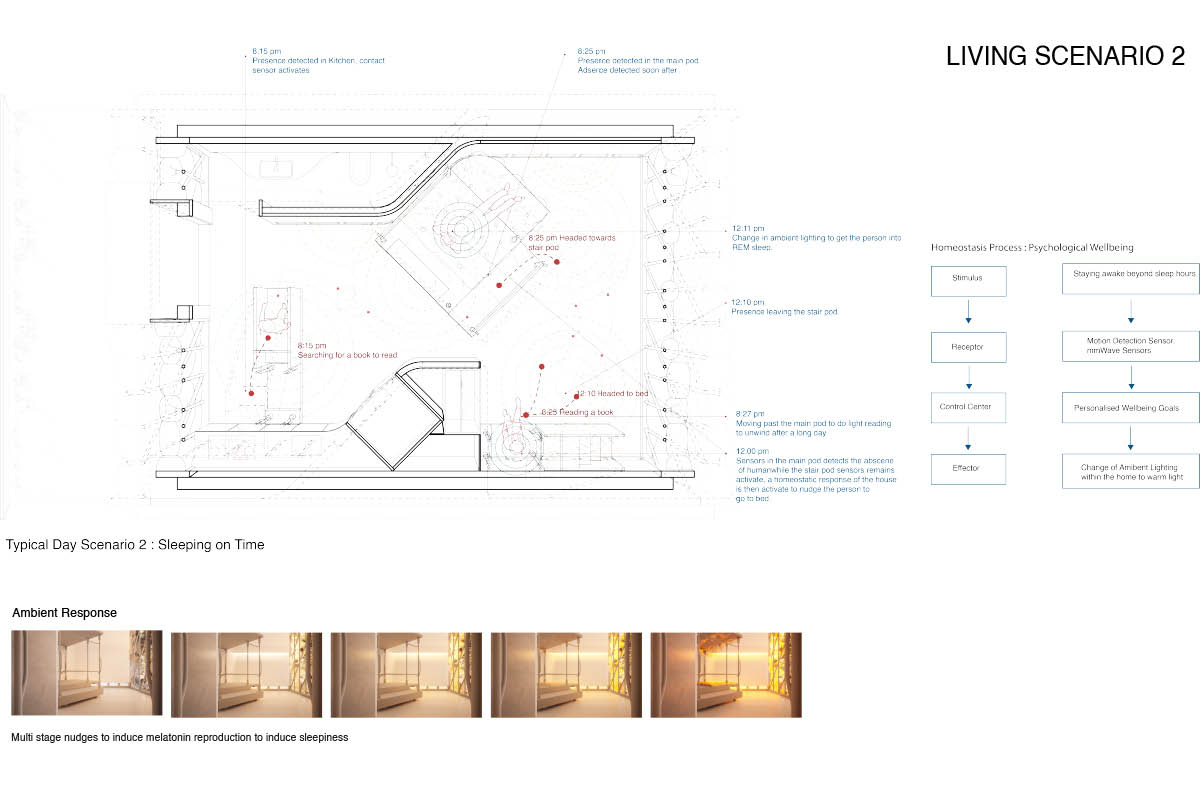 LIVING SCENARIO 2
8:15 pm
Presence detected in Kitchen, contact
sensor activates
8:25 pm
Presence detected in the main pod
Adsence detected soon after
8:25 pm Headed towards
stair pod
8:15 pm
Searching for a book to read
12:10 Headed to bed
8:25 Reading a book
12:11 pm
Change in ambient lighting to get the person into
REM sleep.
12:10 pm
Presence leaving the stair pod
8:27 pm
Moving past the main pod to do light reading
to unwind after a long day
12:00 pm
Sensors in the main pod detects the abscene
of humanwhile the stair pod sensors remains
activate, a homeostatic response of the house
is then activate to nudge the person to
go to bed
Homeostasis Process : Psychological Wellbeing
Stimulus
Receptor
Control Center
Effector
Staying awake beyond sleep hours
Motion Detection Sensor,
mmWave Sensors
Personalised Wellbeing Goals
Change of Amibent Lighting
within the home to warm light
Typical Day Scenario 2 : Sleeping on Time
Ambient Response
Multi stage nudges to induce melatonin reproduction to induce sleepiness